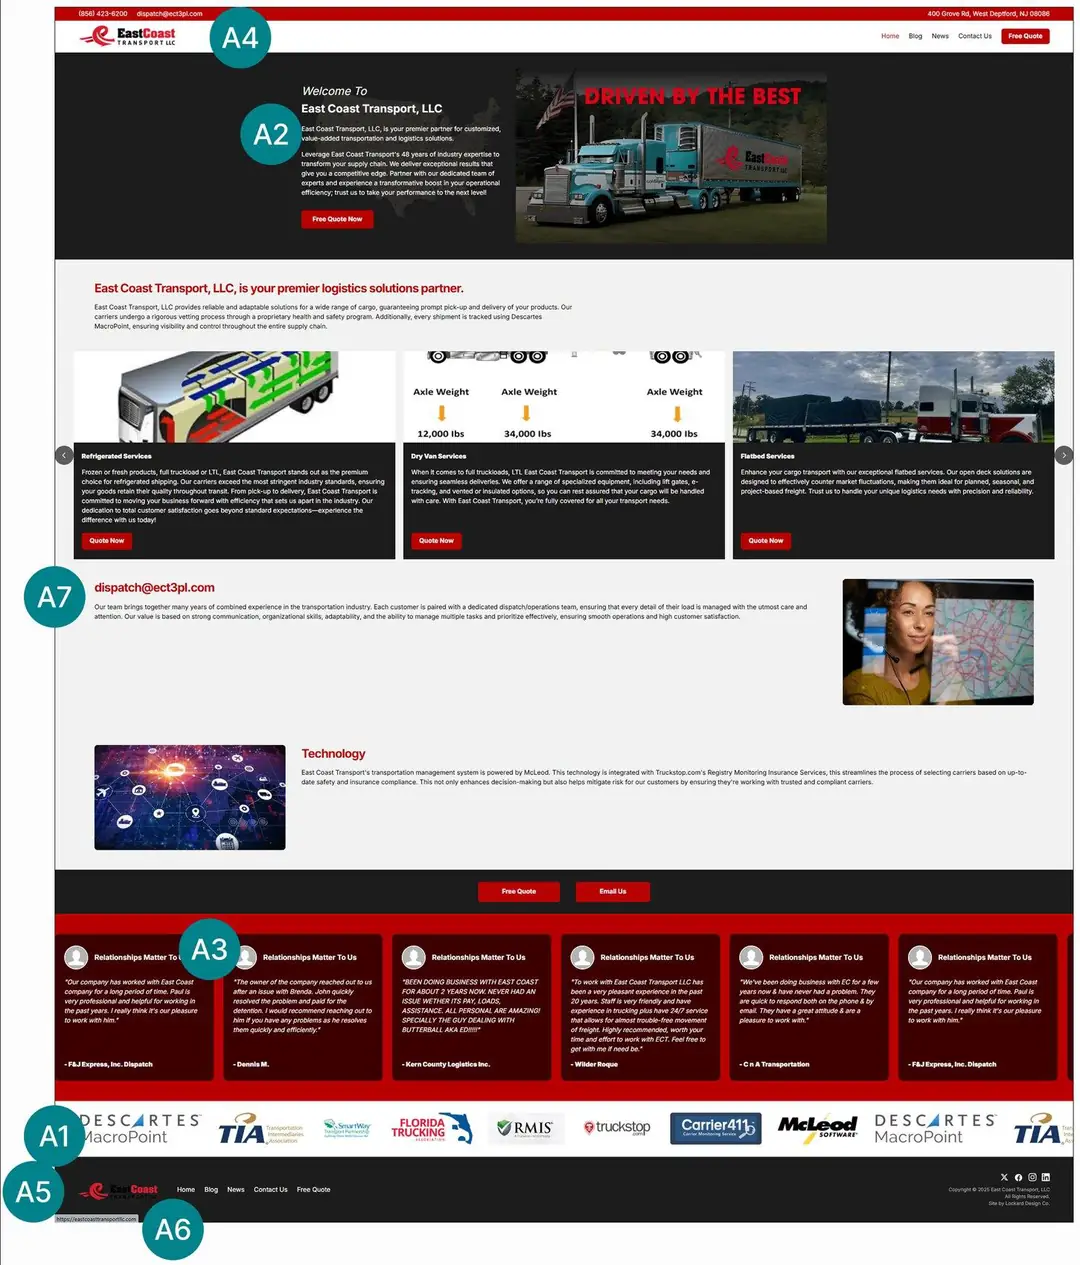 (856) 423-6200 dispatch@ect3pl.com
400 Grove Rd, West Deptford, NJ 08086
A4
EastCoast
TRANSPORT LLC
Home Blog News Contact Us Free Quote
Welcome To
East Coast Transport, LLC
A2
East Coast Transport, LLC, is your premier partner for customized,
value-added transportation and logistics solutions.
Leverage East Coast Transport's 48 years of industry expertise to
transform your supply chain. We deliver exceptional results that
give you a competitive edge. Partner with our dedicated team of
experts and experience a transformative boost in your operational
efficiency; trust us to take your performance to the next level!
Free Quote Now
DRIVEN BY THE BEST
EastCoast
TRANSPORT LLC
East Coast Transport, LLC, is your premier logistics solutions partner.
East Coast Transport, LLC provides reliable and adaptable solutions for a wide range of cargo, guaranteeing prompt pick-up and delivery of your products. Our
carriers undergo a rigorous vetting process through a proprietary health and safety program. Additionally, every shipment is tracked using Descartes
MacroPoint, ensuring visibility and control throughout the entire supply chain.
Axle Weight Axle Weight Axle Weight
12,000 lbs 34,000 lbs 34,000 lbs
Refrigerated Services
Frozen or fresh products, full truckload or LTL, East Coast Transport stands out as the premium
choice for refrigerated shipping. Our carriers exceed the most stringent industry standards, ensuring
your goods retain their quality throughout transit. From pick-up to delivery, East Coast Transport is
committed to moving your business forward with efficiency that sets us apart in the industry. Our
dedication to total customer satisfaction goes beyond standard expectations—experience the
difference with us today!
Quote Now
Dry Van Services
When it comes to full truckloads, LTL East Coast Transport is committed to meeting your needs and
ensuring seamless deliveries. We offer a range of specialized equipment, including lift gates, e-
tracking, and vented or insulated options, so you can rest assured that your cargo will be handled
with care. With East Coast Transport, you're fully covered for all your transport needs.
Quote Now
Flatbed Services
Enhance your cargo transport with our exceptional flatbed services. Our open deck solutions are
designed to effectively counter market fluctuations, making them ideal for planned, seasonal, and
project-based freight. Trust us to handle your unique logistics needs with precision and reliability.
Quote Now
A7
dispatch@ect3pl.com
Our team brings together many years of combined experience in the transportation industry. Each customer is paired with a dedicated dispatch/operations team, ensuring that every detail of their load is managed with the utmost care and
attention. Our value is based on strong communication, organizational skills, adaptability, and the ability to manage multiple tasks and prioritize effectively, ensuring smooth operations and high customer satisfaction.
Technology
East Coast Transport's transportation management system is powered by McLeod. This technology is integrated with Truckstop.com's Registry Monitoring Insurance Services, this streamlines the process of selecting carriers based on up-to-
date safety and insurance compliance. This not only enhances decision-making but also helps mitigate risk for our customers by ensuring they're working with trusted and compliant carriers.
Free Quote Email Us
A3
Relationships Matter To U
"Our company has worked with East Coast
company for a long period of time. Paul is
very professional and helpful for working in
the past years. I really think it's our pleasure
to work with him."
- F&J Express, Inc. Dispatch
Relationships Matter To Us
"The owner of the company reached out to us
after an issue with Brenda. John quickly
resolved the problem and paid for the
detention. I would recommend reaching out
to him if you have any problems as he resolves
them quickly and efficiently."
- Dennis M.
Relationships Matter To Us
"BEEN DOING BUSINESS WITH EAST COAST
FOR ABOUT 2 YEARS NOW. NEVER HAD AN
ISSUE WETHER ITS PAY, LOADS,
ASSISTANCE. ALL PERSONAL ARE AMAZING!
SPECIALLY THE GUY DEALING WITH
BUTTERBALL AKA ED!!!!!"
- Kern County Logistics Inc.
Relationships Matter To Us
"To work with East Coast Transport LLC has
been a very pleasant experience in the past
20 years. Staff is very friendly and have
experience in trucking plus have 24/7 service
that allows for almost trouble-free movement
of freight. Highly recommended, worth your
time and effort to work with ECT. Feel free to
get with me if need be."
- Wilder Roque
Relationships Matter To Us
"We've been doing business with EC for a few
years now & have never had a problem. They
are quick to respond both on the phone & by
email. They have a great attitude & are a
pleasure to work with."
- C n A Transportation
Relationships Matter To Us
"Our company has worked with East Coast
company for a long period of time. Paul is
very professional and helpful for working in
the past years. I really think it's our pleasure
to work with him."
- F&J Express, Inc. Dispatch
A1
DESCARTES
MacroPoint
TIA Transportation
Intermediaries
Association
SmartWay
Transport Partnership
FLORIDA
TRUCKING
ASSOCIATION
RMIS
truckstop
Carrier411
Carrier Monitoring Service
McLeod
SOFTWARE
DESCARTES
MacroPoint
TIA
A5
EastCoast
TRANSPORT LLC
Home Blog News Contact Us Free Quote
Copyright © 2025 East Coast Transport, LLC
All Rights Reserved.
Site by Lockard Design Co.
https://eastcoasttransportllc.com
A6